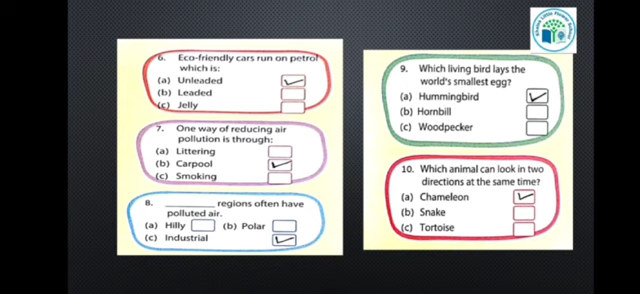 6. Eco-friendly cars run on petrol
which is:
(a) Unleaded
(b) Leaded
(c) Jelly
7. One way of reducing air
pollution is through:
(a) Littering
(b) Carpool
(c) Smoking
8. ________ regions often have
polluted air.
(a) Hilly (b) Polar
(c) Industrial
9. Which living bird lays the
world's smallest egg?
(a) Hummingbird
(b) Hornbill
(c) Woodpecker
10. Which animal can look in two
directions at the same time?
(a) Chameleon
(b) Snake
(c) Tortoise